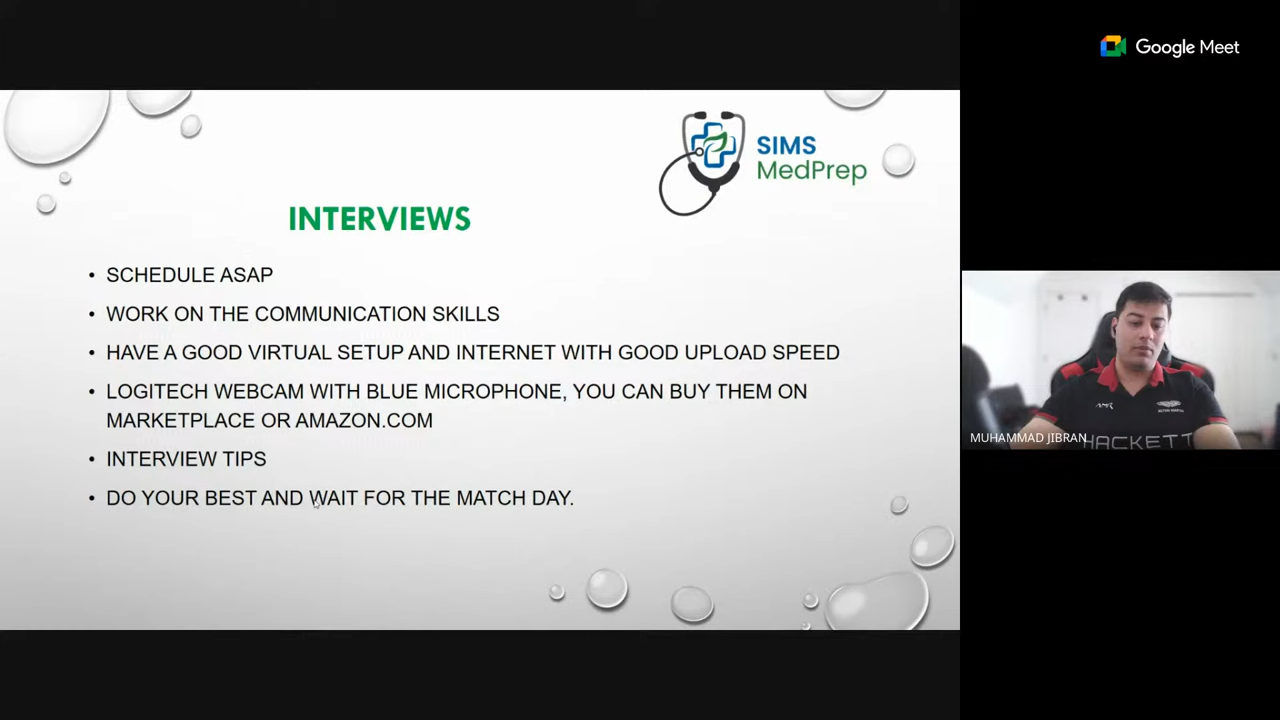 Google Meet
SIMS
MedPrep
INTERVIEWS
• SCHEDULE ASAP
• WORK ON THE COMMUNICATION SKILLS
• HAVE A GOOD VIRTUAL SETUP AND INTERNET WITH GOOD UPLOAD SPEED
• LOGITECH WEBCAM WITH BLUE MICROPHONE, YOU CAN BUY THEM ON
MARKETPLACE OR AMAZON.COM
• INTERVIEW TIPS
• DO YOUR BEST AND WAIT FOR THE MATCH DAY.
MUHAMMAD JIBRAN
HACKETT